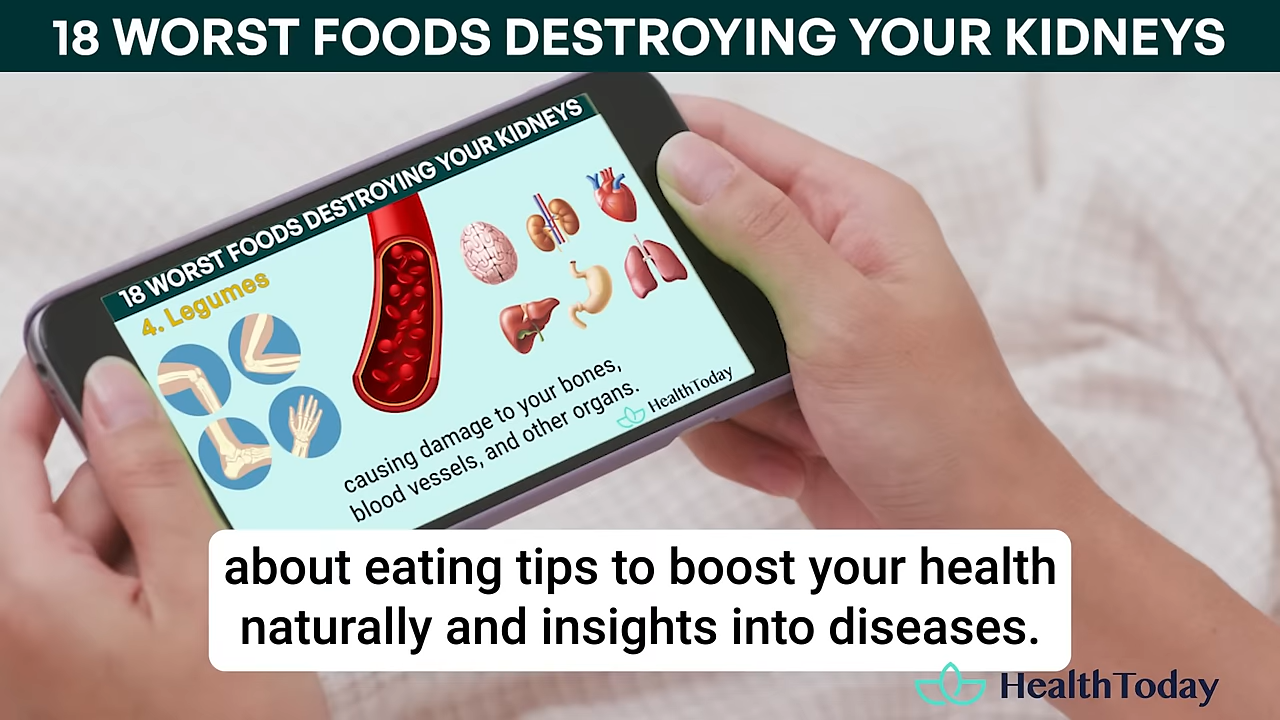 18 WORST FOODS DESTROYING YOUR KIDNEYS
18 WORST FOODS DESTROYING YOUR KIDNEYS
4. Legumes
causing damage to your bones,
blood vessels, and other organs.
HealthToday
about eating tips to boost your health
naturally and insights into diseases.
HealthToday